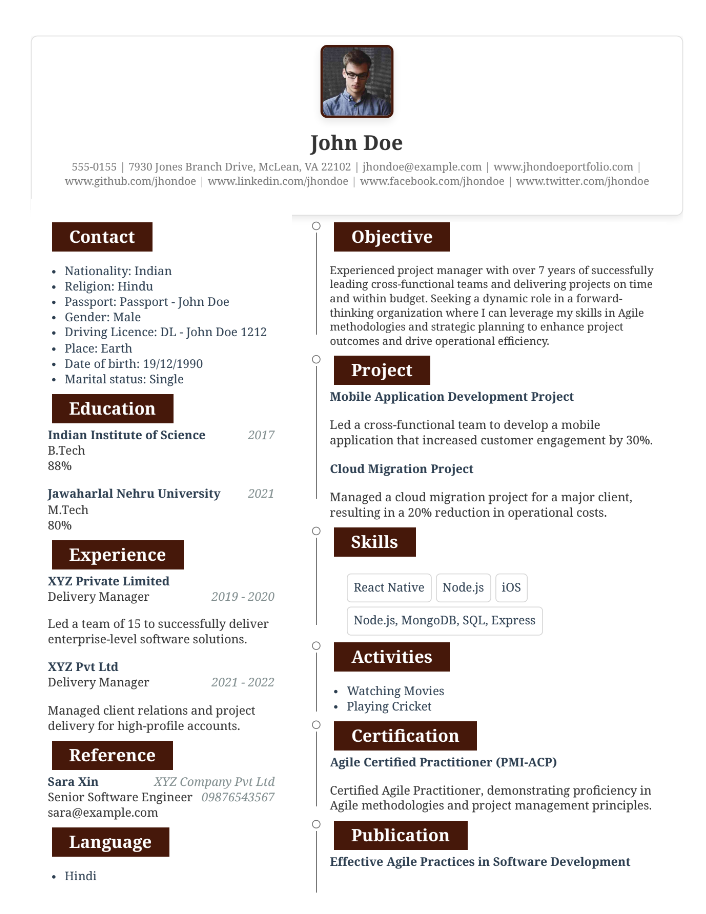 John Doe
555-0155 | 7930 Jones Branch Drive, McLean, VA 22102 | jhondoe@example.com | www.jhondoeportfolio.com |
www.github.com/jhondoe | www.linkedin.com/jhondoe | www.facebook.com/jhondoe | www.twitter.com/jhondoe
Contact
• Nationality: Indian
• Religion: Hindu
• Passport: Passport - John Doe
• Gender: Male
• Driving Licence: DL - John Doe 1212
• Place: Earth
• Date of birth: 19/12/1990
• Marital status: Single
Education
Indian Institute of Science 2017
B.Tech
88%
Jawaharlal Nehru University 2021
M.Tech
80%
Experience
XYZ Private Limited
Delivery Manager 2019 - 2020
Led a team of 15 to successfully deliver
enterprise-level software solutions.
XYZ Pvt Ltd
Delivery Manager 2021 - 2022
Managed client relations and project
delivery for high-profile accounts.
Reference
Sara Xin XYZ Company Pvt Ltd
Senior Software Engineer 09876543567
sara@example.com
Language
• Hindi
Objective
Experienced project manager with over 7 years of successfully
leading cross-functional teams and delivering projects on time
and within budget. Seeking a dynamic role in a forward-
thinking organization where I can leverage my skills in Agile
methodologies and strategic planning to enhance project
outcomes and drive operational efficiency.
Project
Mobile Application Development Project
Led a cross-functional team to develop a mobile
application that increased customer engagement by 30%.
Cloud Migration Project
Managed a cloud migration project for a major client,
resulting in a 20% reduction in operational costs.
Skills
React Native Node.js iOS
Node.js, MongoDB, SQL, Express
Activities
• Watching Movies
• Playing Cricket
Certification
Agile Certified Practitioner (PMI-ACP)
Certified Agile Practitioner, demonstrating proficiency in
Agile methodologies and project management principles.
Publication
Effective Agile Practices in Software Development